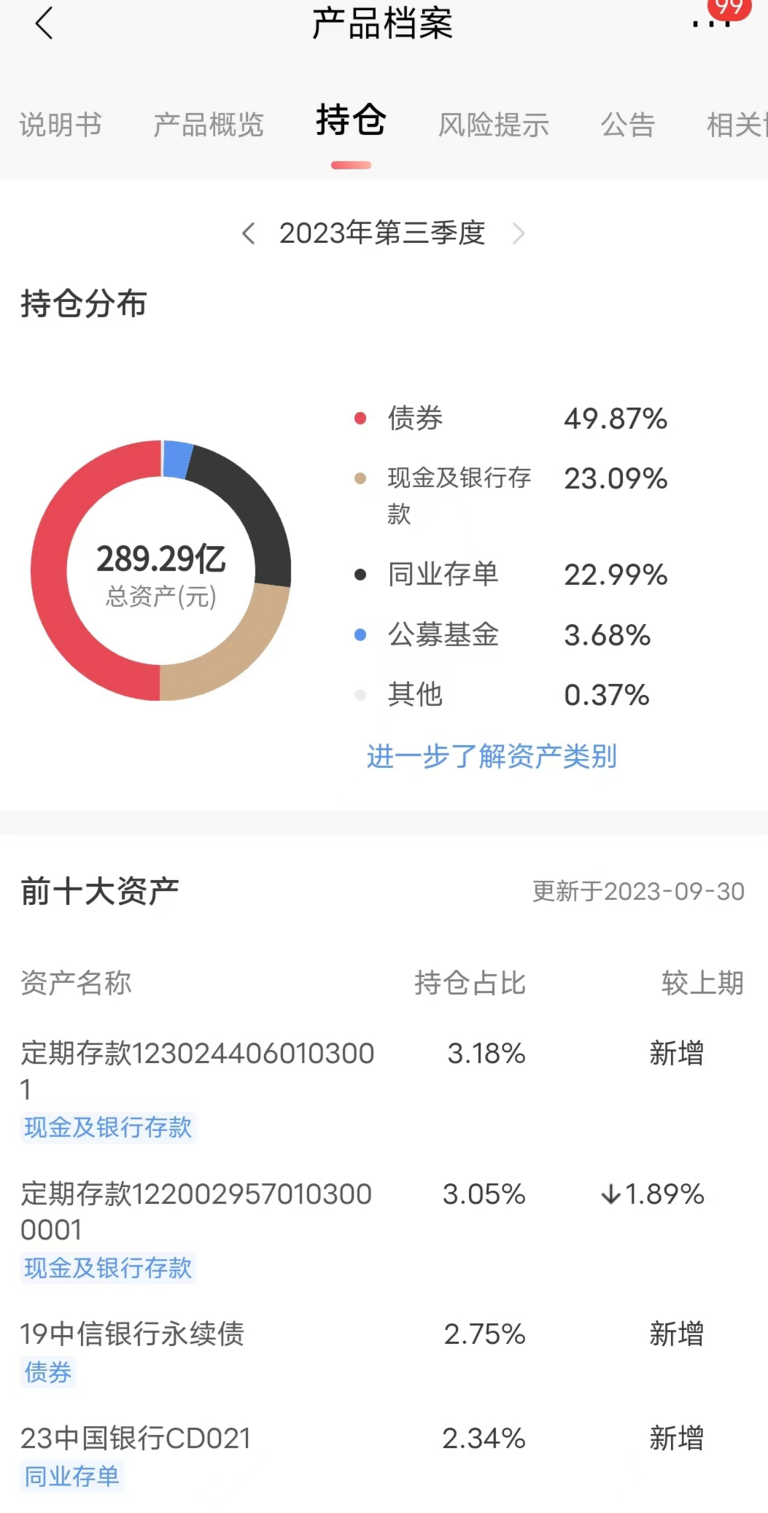 产品档案
99
说明书 产品概览 持仓 风险提示 公告 相关
2023年第三季度
持仓分布
289.29亿
总资产(元)
债券 49.87%
现金及银行存 23.09%
款
同业存单 22.99%
公募基金 3.68%
其他 0.37%
进一步了解资产类别
前十大资产 更新于2023-09-30
资产名称 持仓占比 较上期
定期存款123024406010300 3.18% 新增
1
现金及银行存款
定期存款122002957010300 3.05% ↓1.89%
0001
现金及银行存款
19中信银行永续债 2.75% 新增
债券
23中国银行CD021 2.34% 新增
同业存单